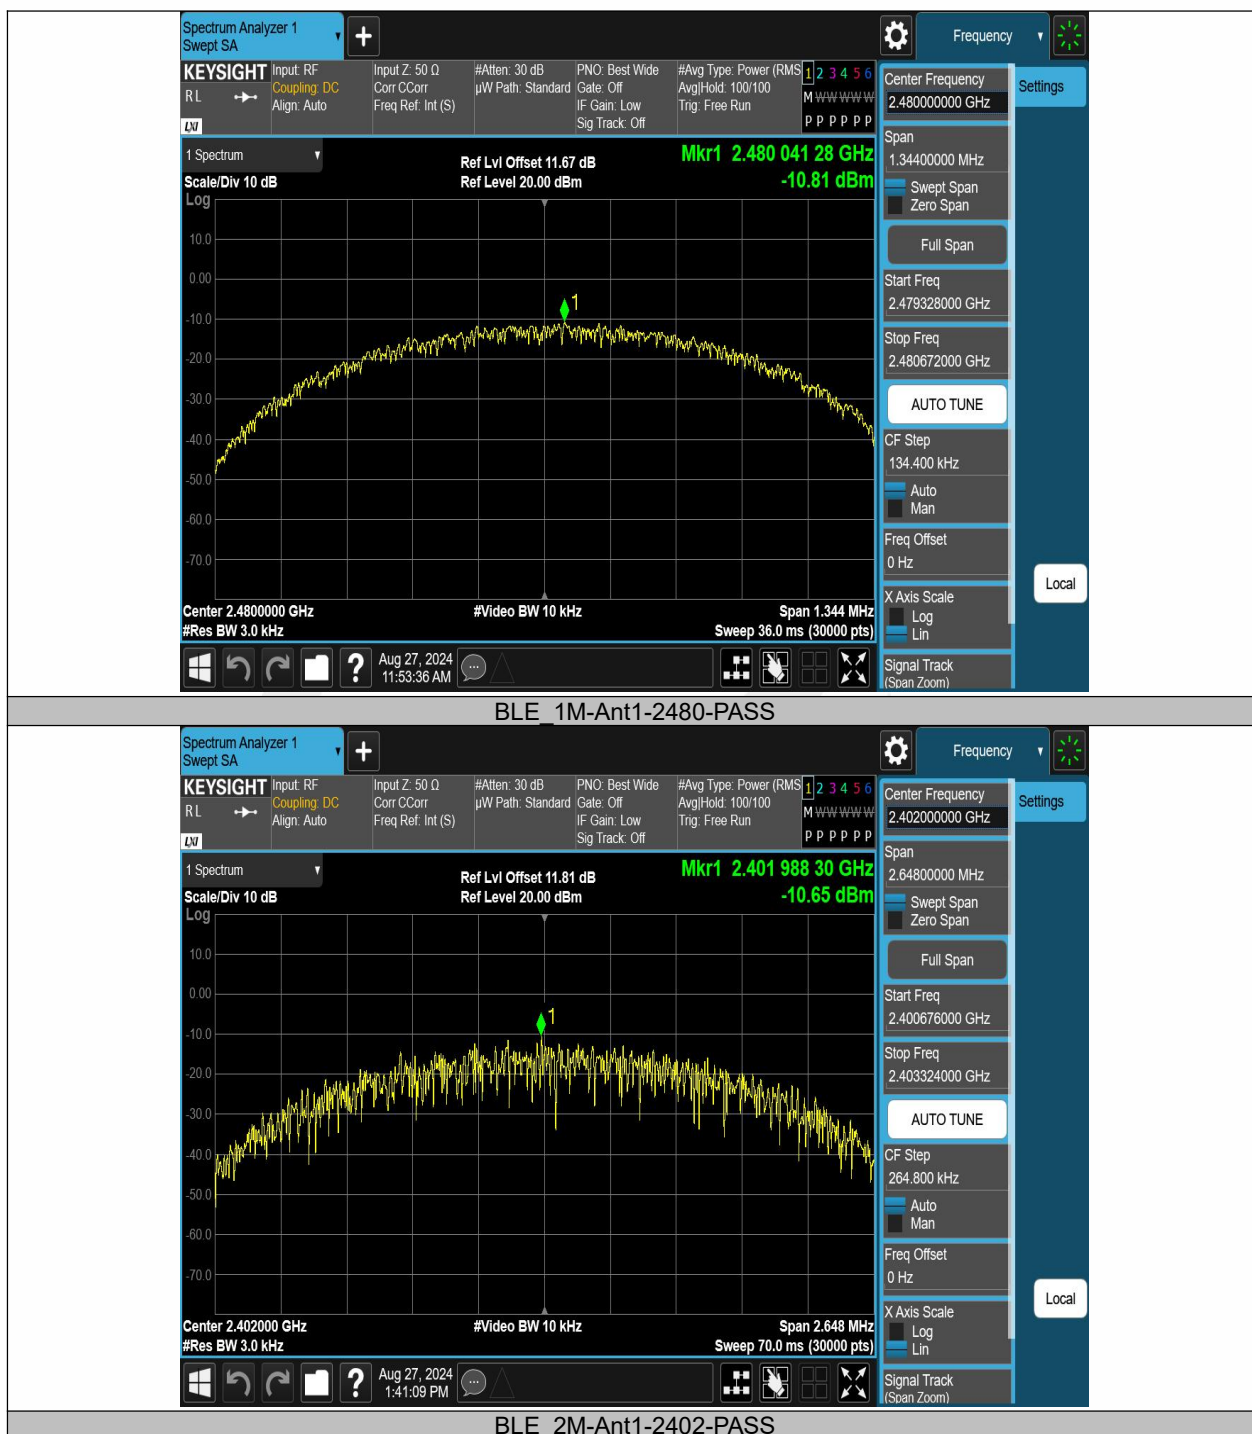 Spectrum Analyzer 1
Swept SA
+
Frequency
KEYSIGHT
RL
LXI
Input: RF
Coupling: DC
Align: Auto
Input Z: 50 Ω
Corr CCorr
Freq Ref: Int (S)
#Atten: 30 dB
µW Path: Standard
PNO: Best Wide
Gate: Off
IF Gain: Low
Sig Track: Off
#Avg Type: Power (RMS
Avg|Hold: 100/100
Trig: Free Run
1 2 3 4 5 6
M W W W W W
P P P P P P
Center Frequency
2.480000000 GHz
Settings
Span
1.34400000 MHz
Swept Span
Zero Span
Full Span
Start Freq
2.479328000 GHz
Stop Freq
2.480672000 GHz
AUTO TUNE
CF Step
134.400 kHz
Auto
Man
Freq Offset
0 Hz
X Axis Scale
Log
Lin
Signal Track
(Span Zoom)
Local
1 Spectrum
Scale/Div 10 dB
Log
Ref Lvl Offset 11.67 dB
Ref Level 20.00 dBm
Mkr1 2.480 041 28 GHz
-10.81 dBm
10.0
0.00
-10.0
-20.0
-30.0
-40.0
-50.0
-60.0
-70.0
1
Center 2.4800000 GHz
#Res BW 3.0 kHz
#Video BW 10 kHz
Span 1.344 MHz
Sweep 36.0 ms (30000 pts)
?
Aug 27, 2024
11:53:36 AM
BLE_1M-Ant1-2480-PASS
Spectrum Analyzer 1
Swept SA
+
Frequency
KEYSIGHT
RL
LXI
Input: RF
Coupling: DC
Align: Auto
Input Z: 50 Ω
Corr CCorr
Freq Ref: Int (S)
#Atten: 30 dB
µW Path: Standard
PNO: Best Wide
Gate: Off
IF Gain: Low
Sig Track: Off
#Avg Type: Power (RMS
Avg|Hold: 100/100
Trig: Free Run
1 2 3 4 5 6
M W W W W W
P P P P P P
Center Frequency
2.402000000 GHz
Settings
Span
2.64800000 MHz
Swept Span
Zero Span
Full Span
Start Freq
2.400676000 GHz
Stop Freq
2.403324000 GHz
AUTO TUNE
CF Step
264.800 kHz
Auto
Man
Freq Offset
0 Hz
X Axis Scale
Log
Lin
Signal Track
(Span Zoom)
Local
1 Spectrum
Scale/Div 10 dB
Log
Ref Lvl Offset 11.81 dB
Ref Level 20.00 dBm
Mkr1 2.401 988 30 GHz
-10.65 dBm
10.0
0.00
-10.0
-20.0
-30.0
-40.0
-50.0
-60.0
-70.0
1
Center 2.402000 GHz
#Res BW 3.0 kHz
#Video BW 10 kHz
Span 2.648 MHz
Sweep 70.0 ms (30000 pts)
?
Aug 27, 2024
1:41:09 PM
BLE_2M-Ant1-2402-PASS